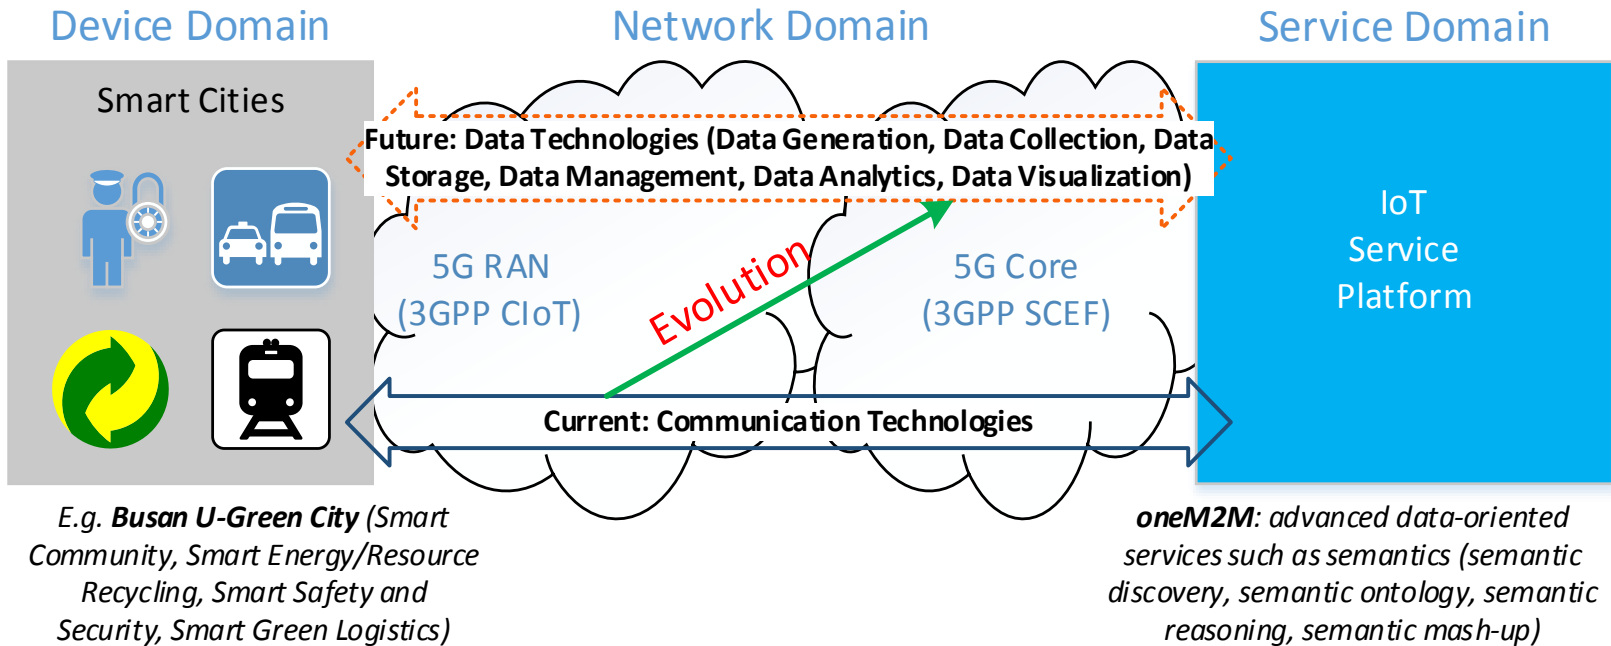 Device Domain
Network Domain
Service Domain
Smart Cities
Future: Data Technologies (Data Generation, Data Collection, Data
Storage, Data Management, Data Analytics, Data Visualization)
5G RAN
(3GPP CIoT)
Evolution
5G Core
(3GPP SCEF)
IoT
Service
Platform
Current: Communication Technologies
E.g. Busan U-Green City (Smart
Community, Smart Energy/Resource
Recycling, Smart Safety and
Security, Smart Green Logistics)
oneM2M: advanced data-oriented
services such as semantics (semantic
discovery, semantic ontology, semantic
reasoning, semantic mash-up)